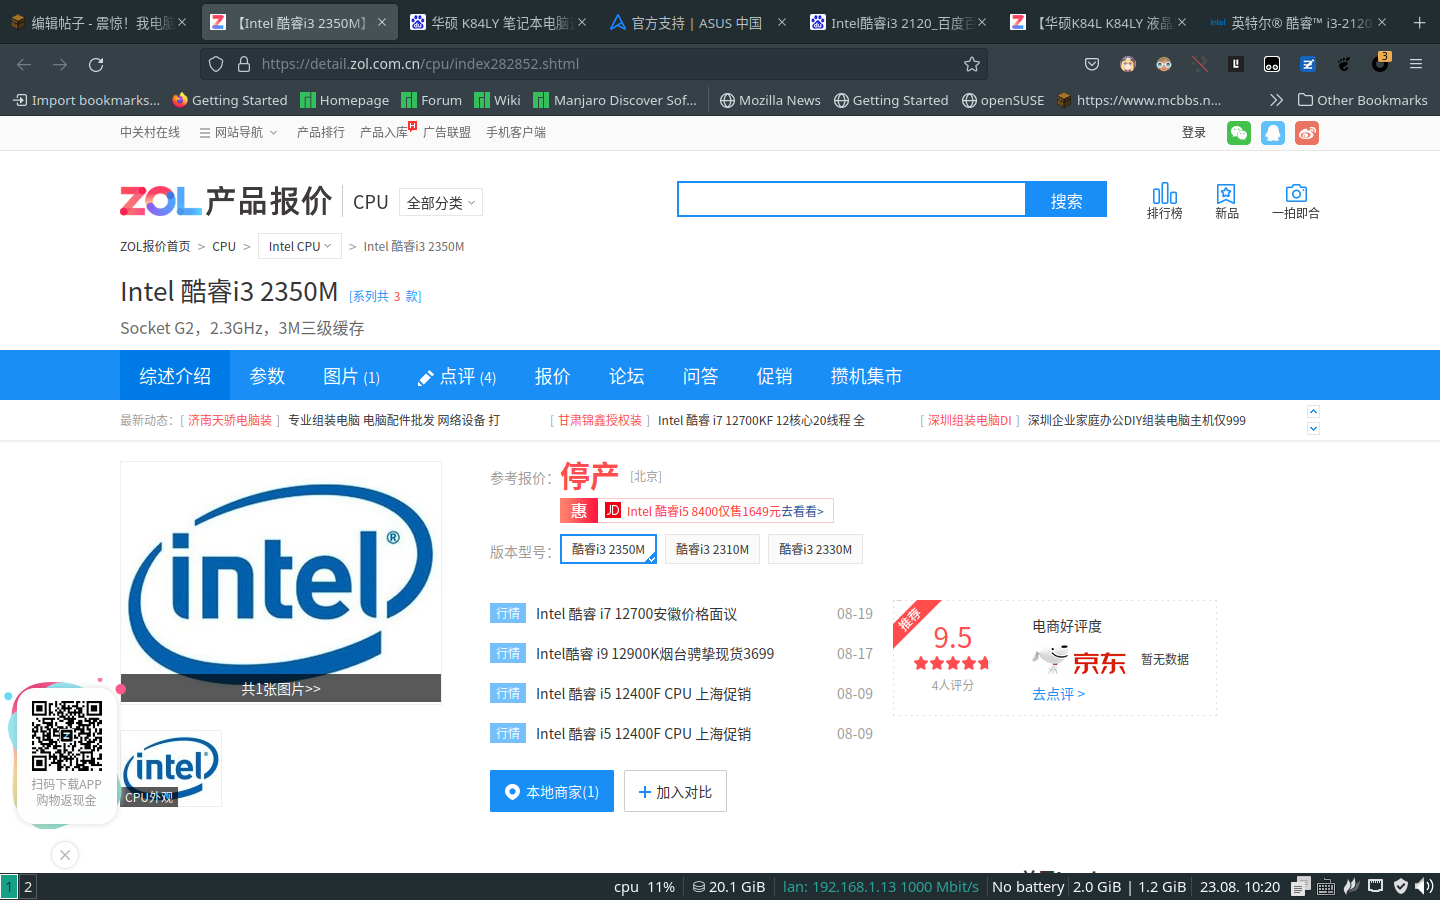 编辑帖子 - 震惊！我电脑
【Intel 酷睿i3 2350M】
华硕 K84LY 笔记本电脑
官方支持 | ASUS 中国
Intel酷睿i3 2120_百度百
【华硕K84L K84LY 液晶
英特尔® 酷睿™ i3-2120
https://detail.zol.com.cn/cpu/index282852.shtml
3
Import bookmarks...
Getting Started
Homepage
Forum
Wiki
Manjaro Discover Sof...
Mozilla News
Getting Started
openSUSE
https://www.mcbbs.n...
Other Bookmarks
中关村在线
网站导航
产品排行
产品入库
H
广告联盟
手机客户端
登录
ZOL产品报价
CPU
全部分类
搜索
排行榜
新品
一拍即合
ZOL报价首页 > CPU > Intel CPU > Intel 酷睿i3 2350M
Intel 酷睿i3 2350M [系列共 3 款]
Socket G2，2.3GHz，3M三级缓存
综述介绍
参数
图片 (1)
点评 (4)
报价
论坛
问答
促销
攒机集市
最新动态：
[ 济南天骄电脑装 ] 专业组装电脑 电脑配件批发 网络设备 打
[ 甘肃锦鑫授权装 ] Intel 酷睿 i7 12700KF 12核心20线程 全
[ 深圳组装电脑DI ] 深圳企业家庭办公DIY组装电脑主机仅999
intel®
共1张图片>>
参考报价：
停产
[北京]
惠
JD
Intel 酷睿i5 8400仅售1649元去看看>
版本型号：
酷睿i3 2350M
酷睿i3 2310M
酷睿i3 2330M
行情 Intel 酷睿 i7 12700安徽价格面议 08-19
行情 Intel酷睿 i9 12900K烟台骋挚现货3699 08-17
行情 Intel 酷睿 i5 12400F CPU 上海促销 08-09
行情 Intel 酷睿 i5 12400F CPU 上海促销 08-09
推荐
9.5
4人评分
电商好评度
京东
暂无数据
去点评 >
扫码下载APP
购物返现金
intel
CPU外观
本地商家(1)
加入对比
1
2
cpu 11%
20.1 GiB
lan: 192.168.1.13 1000 Mbit/s
No battery
2.0 GiB | 1.2 GiB
23.08. 10:20